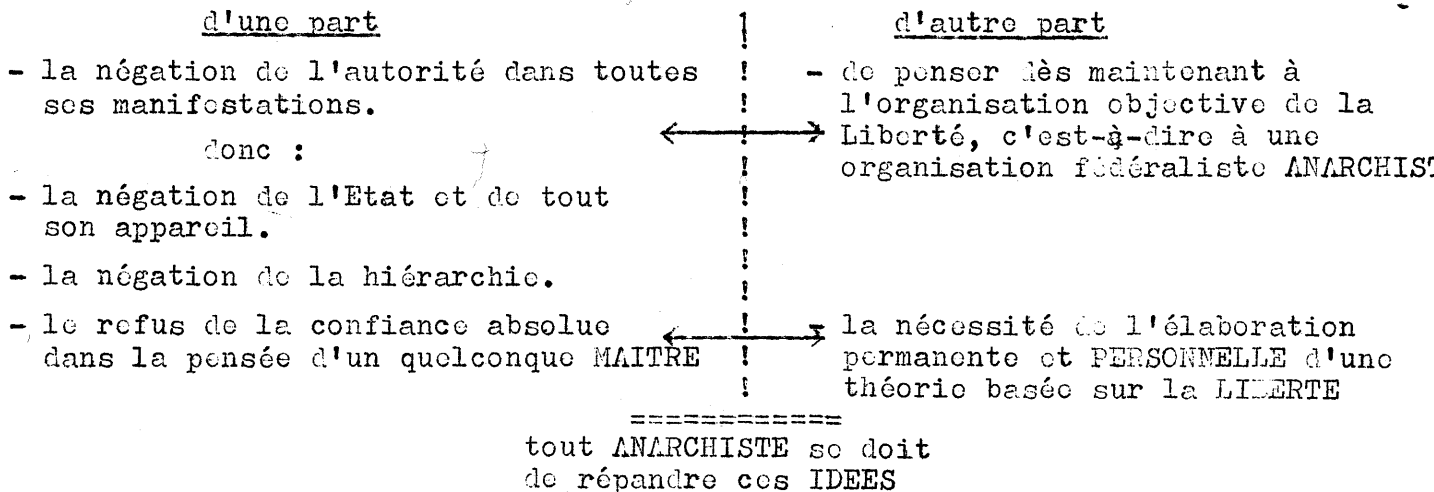 d'une part
- la négation de l'autorité dans toutes
ses manifestations.
donc :
- la négation de l'Etat et de tout
son appareil.
- la négation de la hiérarchie.
- le refus de la confiance absolue
dans la pensée d'un quelconque MAITRE
d'autre part
- de penser dès maintenant à
l'organisation objective de la
Liberté, c'est-à-dire à une
organisation fédéraliste ANARCHIST
- la nécessité de l'élaboration
permanente et PERSONNELLE d'une
théorie basée sur la LIBERTE
============
tout ANARCHISTE se doit
de répandre ces IDEES